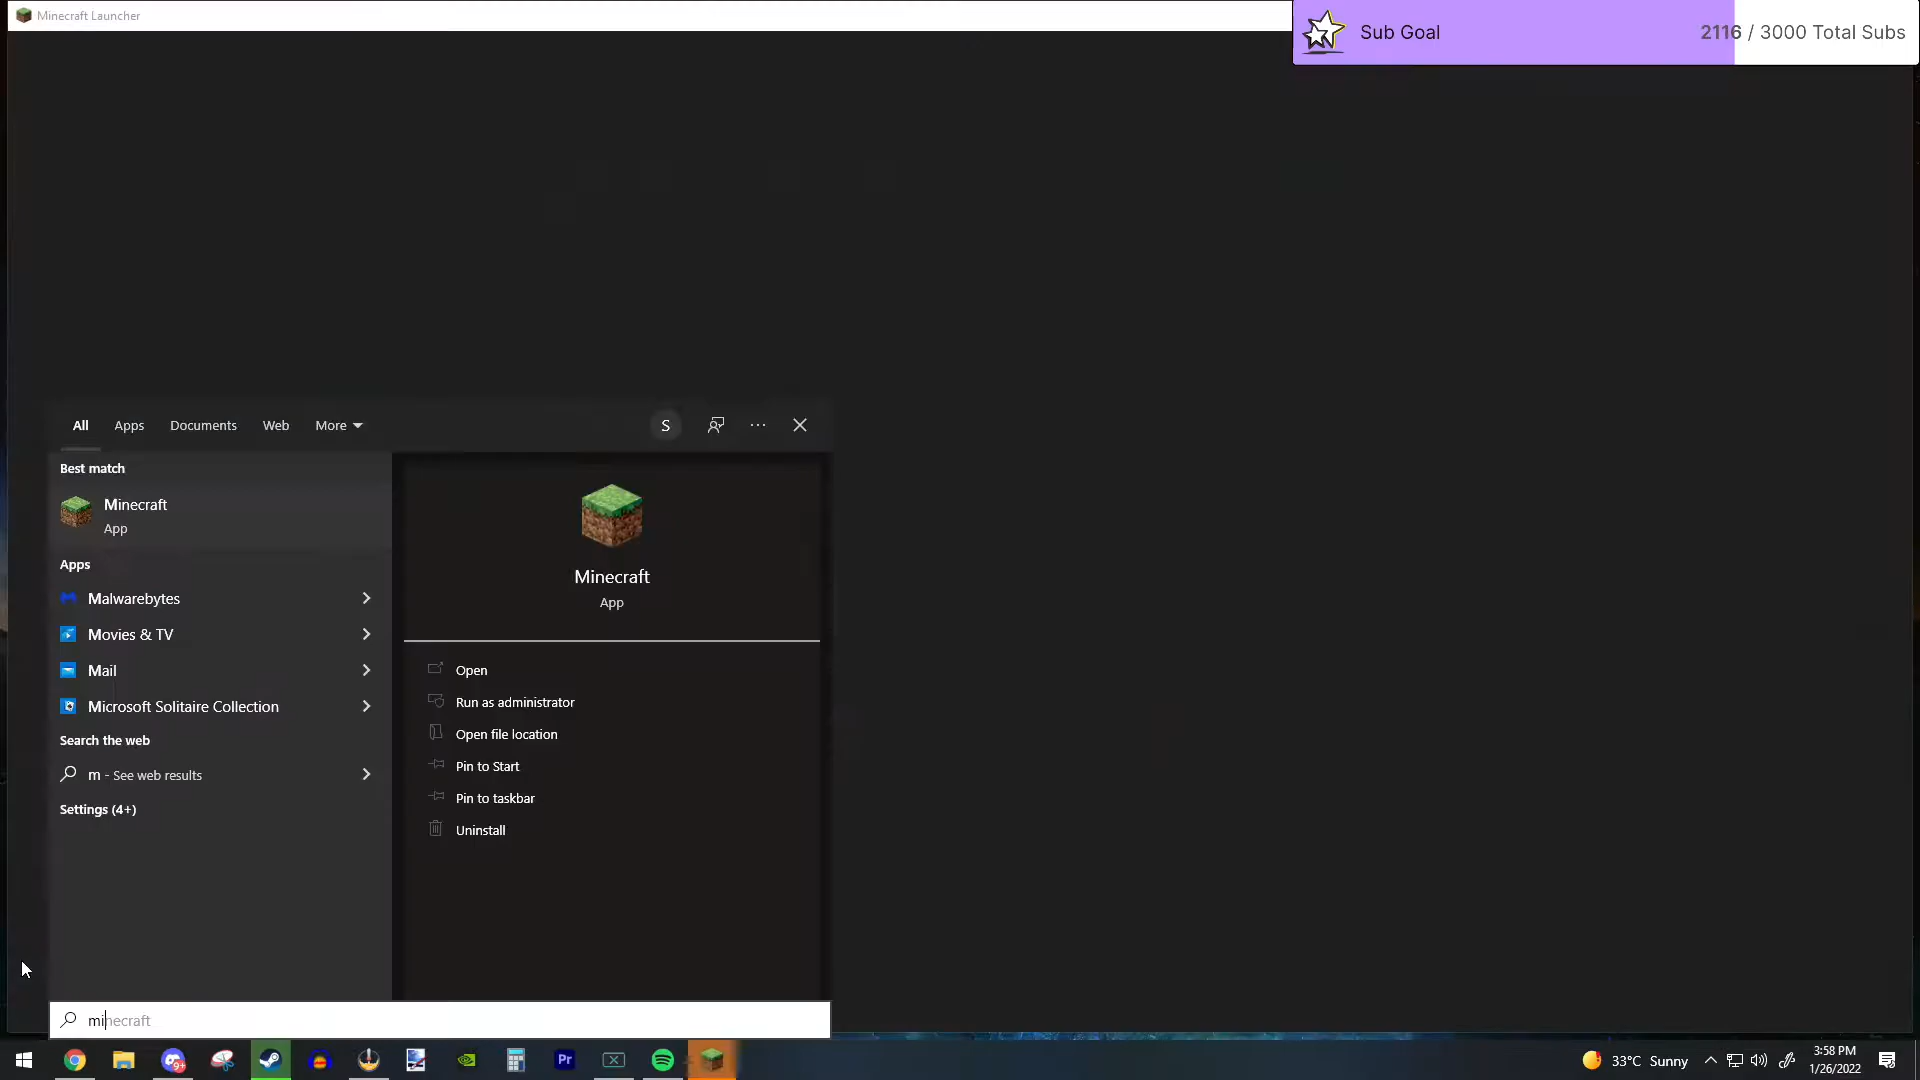 Minecraft Launcher
Sub Goal
2116 / 3000 Total Subs
All
Apps
Documents
Web
More
S
Best match
Minecraft
App
Apps
Malwarebytes
Movies & TV
Mail
Microsoft Solitaire Collection
Search the web
m - See web results
Settings (4+)
Minecraft
App
Open
Run as administrator
Open file location
Pin to Start
Pin to taskbar
Uninstall
minecraft
9+
Pr
33°C Sunny
3:58 PM
1/26/2022